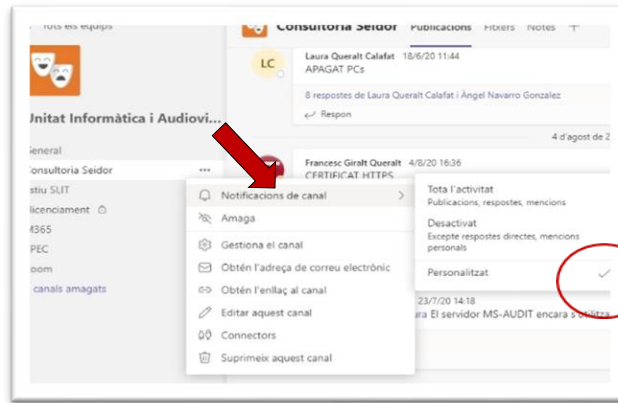 Tots els equips
Consultoria Seidor Publicacions Fitxers Notes +
LC
Laura Queralt Calafat 18/6/20 11:44
APAGAT PCs
8 respostes de Laura Queralt Calafat i Àngel Navarro Gonzalez
Respon
Unitat Informàtica i Audiovi...
4 d'agost de 2
General
Francesc Giralt Queralt 4/8/20 16:36
CERTIFICAT HTTPS
Consultoria Seidor ...
Estiu SLIT
llicenciament
M365
canals amagats
Notificacions de canal
Amaga
Gestiona el canal
Obtén l'adreça de correu electrònic
Obtén l'enllaç al canal
Editar aquest canal
Connectors
Suprimeix aquest canal
Tota l'activitat
Publicacions, respostes, mencions
Desactivat
Excepte respostes directes, mencions
personals
Personalitzat
23/7/20 14:18
ura El servidor MS-AUDIT encara s'utilitza